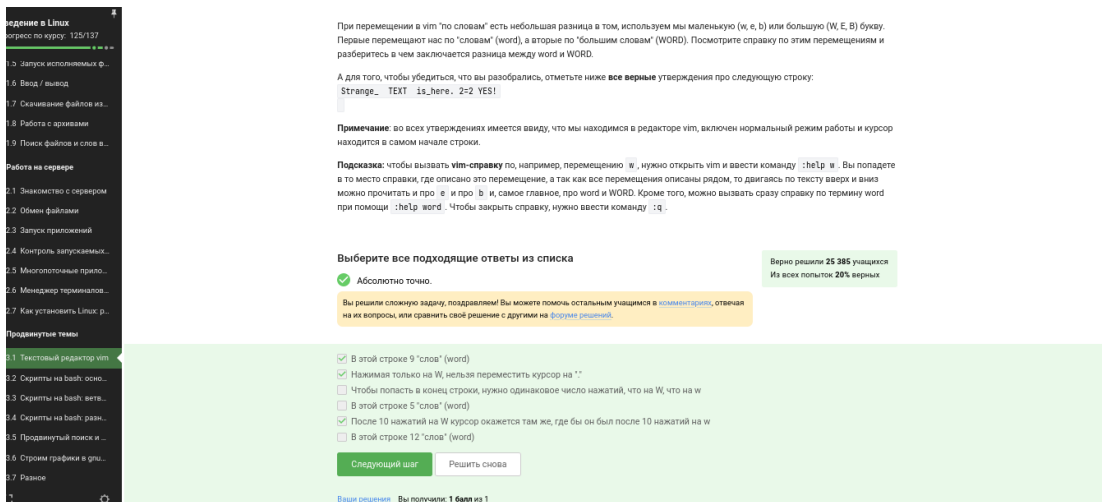 ведение в Linux
рогресс по курсу: 125/137
1.5 Запуск исполняемых ф...
1.6 Ввод / вывод
1.7 Скачивание файлов из...
1.8 Работа с архивами
1.9 Поиск файлов и слов в...
Работа на сервере
2.1 Знакомство с сервером
2.2 Обмен файлами
2.3 Запуск приложений
2.4 Контроль запускаемых...
2.5 Многопоточные прило...
2.6 Менеджер терминалов...
2.7 Как установить Linux: р...
Продвинутые темы
3.1 Текстовый редактор vim
3.2 Скрипты на bash: осно...
3.3 Скрипты на bash: ветв...
3.4 Скрипты на bash: разн...
3.5 Продвинутый поиск и ...
3.6 Строим графики в gnu...
3.7 Разное
При перемещении в vim "по словам" есть небольшая разница в том, используем мы маленькую (w, e, b) или большую (W, E, B) букву.
Первые перемещают нас по "словам" (word), а вторые по "большим словам" (WORD). Посмотрите справку по этим перемещениям и
разберитесь в чем заключается разница между word и WORD.
А для того, чтобы убедиться, что вы разобрались, отметьте ниже все верные утверждения про следующую строку:
Strange_  TEXT  is_here. 2=2 YES!
Примечание: во всех утверждениях имеется ввиду, что мы находимся в редакторе vim, включен нормальный режим работы и курсор
находится в самом начале строки.
Подсказка: чтобы вызвать vim-справку по, например, перемещению w, нужно открыть vim и ввести команду :help w. Вы попадете
в то место справки, где описано это перемещение, а так как все перемещения описаны рядом, то двигаясь по тексту вверх и вниз
можно прочитать и про e и про b и, самое главное, про word и WORD. Кроме того, можно вызвать сразу справку по термину word
при помощи :help word. Чтобы закрыть справку, нужно ввести команду :q.
Выберите все подходящие ответы из списка
Верно решили 25 385 учащихся
Из всех попыток 20% верных
Абсолютно точно.
Вы решили сложную задачу, поздравляем! Вы можете помочь остальным учащимся в комментариях, отвечая
на их вопросы, или сравнить своё решение с другими на форуме решений.
В этой строке 9 "слов" (word)
Нажимая только на W, нельзя переместить курсор на "."
Чтобы попасть в конец строки, нужно одинаковое число нажатий, что на W, что на w
В этой строке 5 "слов" (word)
После 10 нажатий на W курсор окажется там же, где бы он был после 10 нажатий на w
В этой строке 12 "слов" (word)
Следующий шаг
Решить снова
Ваши решения Вы получили: 1 балл из 1